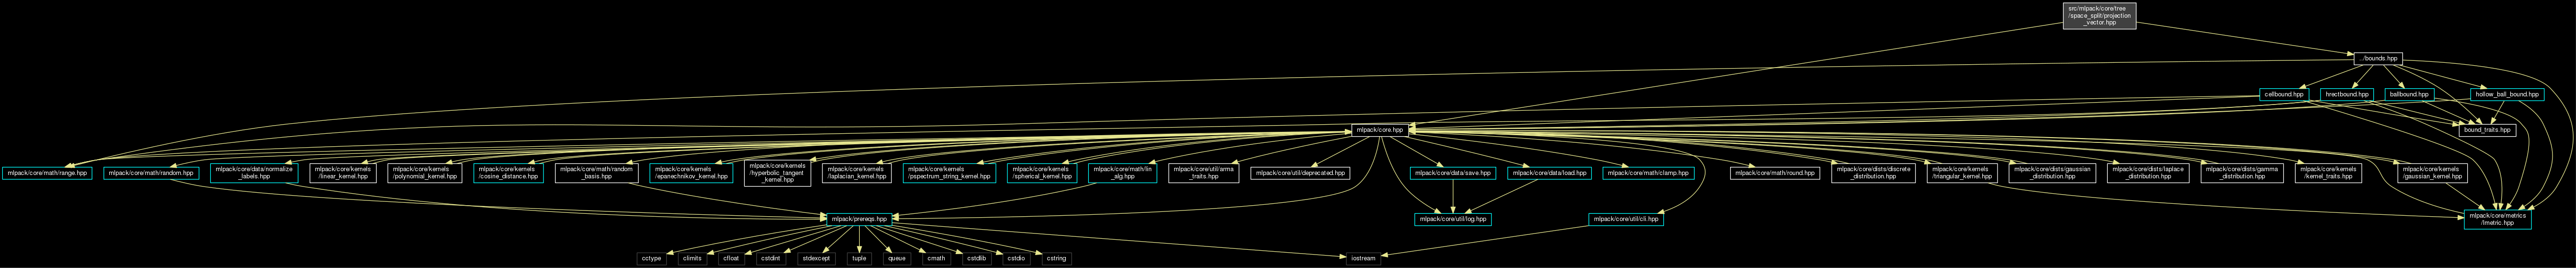 src/mlpack/core/tree
/space_split/projection
_vector.hpp
../bounds.hpp
cellbound.hpp
hrectbound.hpp
ballbound.hpp
hollow_ball_bound.hpp
mlpack/core.hpp
bound_traits.hpp
mlpack/core/math/range.hpp
mlpack/core/math/random.hpp
mlpack/core/data/normalize
_labels.hpp
mlpack/core/kernels
/linear_kernel.hpp
mlpack/core/kernels
/polynomial_kernel.hpp
mlpack/core/kernels
/cosine_distance.hpp
mlpack/core/math/random
_basis.hpp
mlpack/core/kernels
/epanechnikov_kernel.hpp
mlpack/core/kernels
/hyperbolic_tangent
_kernel.hpp
mlpack/core/kernels
/laplacian_kernel.hpp
mlpack/core/kernels
/pspectrum_string_kernel.hpp
mlpack/core/kernels
/spherical_kernel.hpp
mlpack/core/math/lin
_alg.hpp
mlpack/core/util/arma
_traits.hpp
mlpack/core/util/deprecated.hpp
mlpack/core/data/save.hpp
mlpack/core/data/load.hpp
mlpack/core/math/clamp.hpp
mlpack/core/math/round.hpp
mlpack/core/dists/discrete
_distribution.hpp
mlpack/core/kernels
/triangular_kernel.hpp
mlpack/core/dists/gaussian
_distribution.hpp
mlpack/core/dists/laplace
_distribution.hpp
mlpack/core/dists/gamma
_distribution.hpp
mlpack/core/kernels
/kernel_traits.hpp
mlpack/core/kernels
/gaussian_kernel.hpp
mlpack/prereqs.hpp
mlpack/core/util/log.hpp
mlpack/core/util/cli.hpp
mlpack/core/metrics
/lmetric.hpp
cctype
climits
cfloat
cstdint
stdexcept
tuple
queue
cmath
cstdlib
cstdio
cstring
iostream